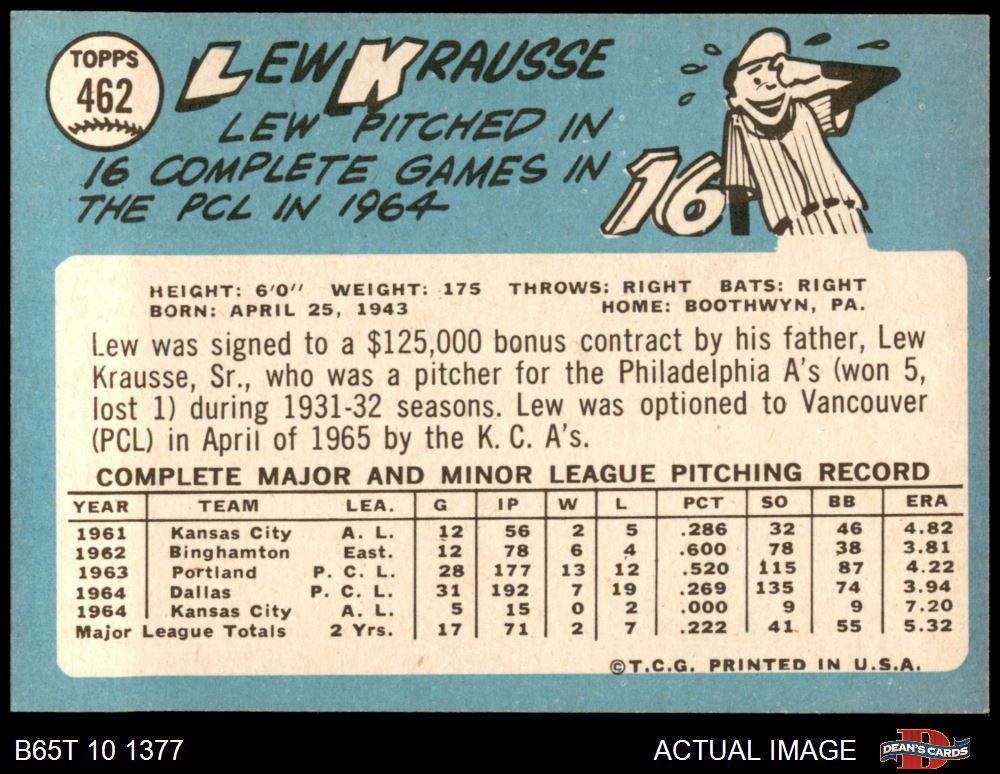 TOPPS
462
LEW KRAUSSE
LEW PITCHED IN
16 COMPLETE GAMES IN
THE PCL IN 1964
16
HEIGHT: 6'0" WEIGHT: 175 THROWS: RIGHT BATS: RIGHT
BORN: APRIL 25, 1943 HOME: BOOTHWYN, PA.
Lew was signed to a $125,000 bonus contract by his father, Lew
Krausse, Sr., who was a pitcher for the Philadelphia A's (won 5,
lost 1) during 1931-32 seasons. Lew was optioned to Vancouver
(PCL) in April of 1965 by the K. C. A's.
COMPLETE MAJOR AND MINOR LEAGUE PITCHING RECORD
YEAR TEAM LEA. G IP W L PCT SO BB ERA
1961 Kansas City A. L. 12 56 2 5 .286 32 46 4.82
1962 Binghamton East. 12 78 6 4 .600 78 38 3.81
1963 Portland P. C. L. 28 177 13 12 .520 115 87 4.22
1964 Dallas P. C. L. 31 192 7 19 .269 135 74 3.94
1964 Kansas City A. L. 5 15 0 2 .000 9 9 7.20
Major League Totals 2 Yrs. 17 71 2 7 .222 41 55 5.32
©T.C.G. PRINTED IN U.S.A.
B65T 10 1377 ACTUAL IMAGE DEAN'S CARDS